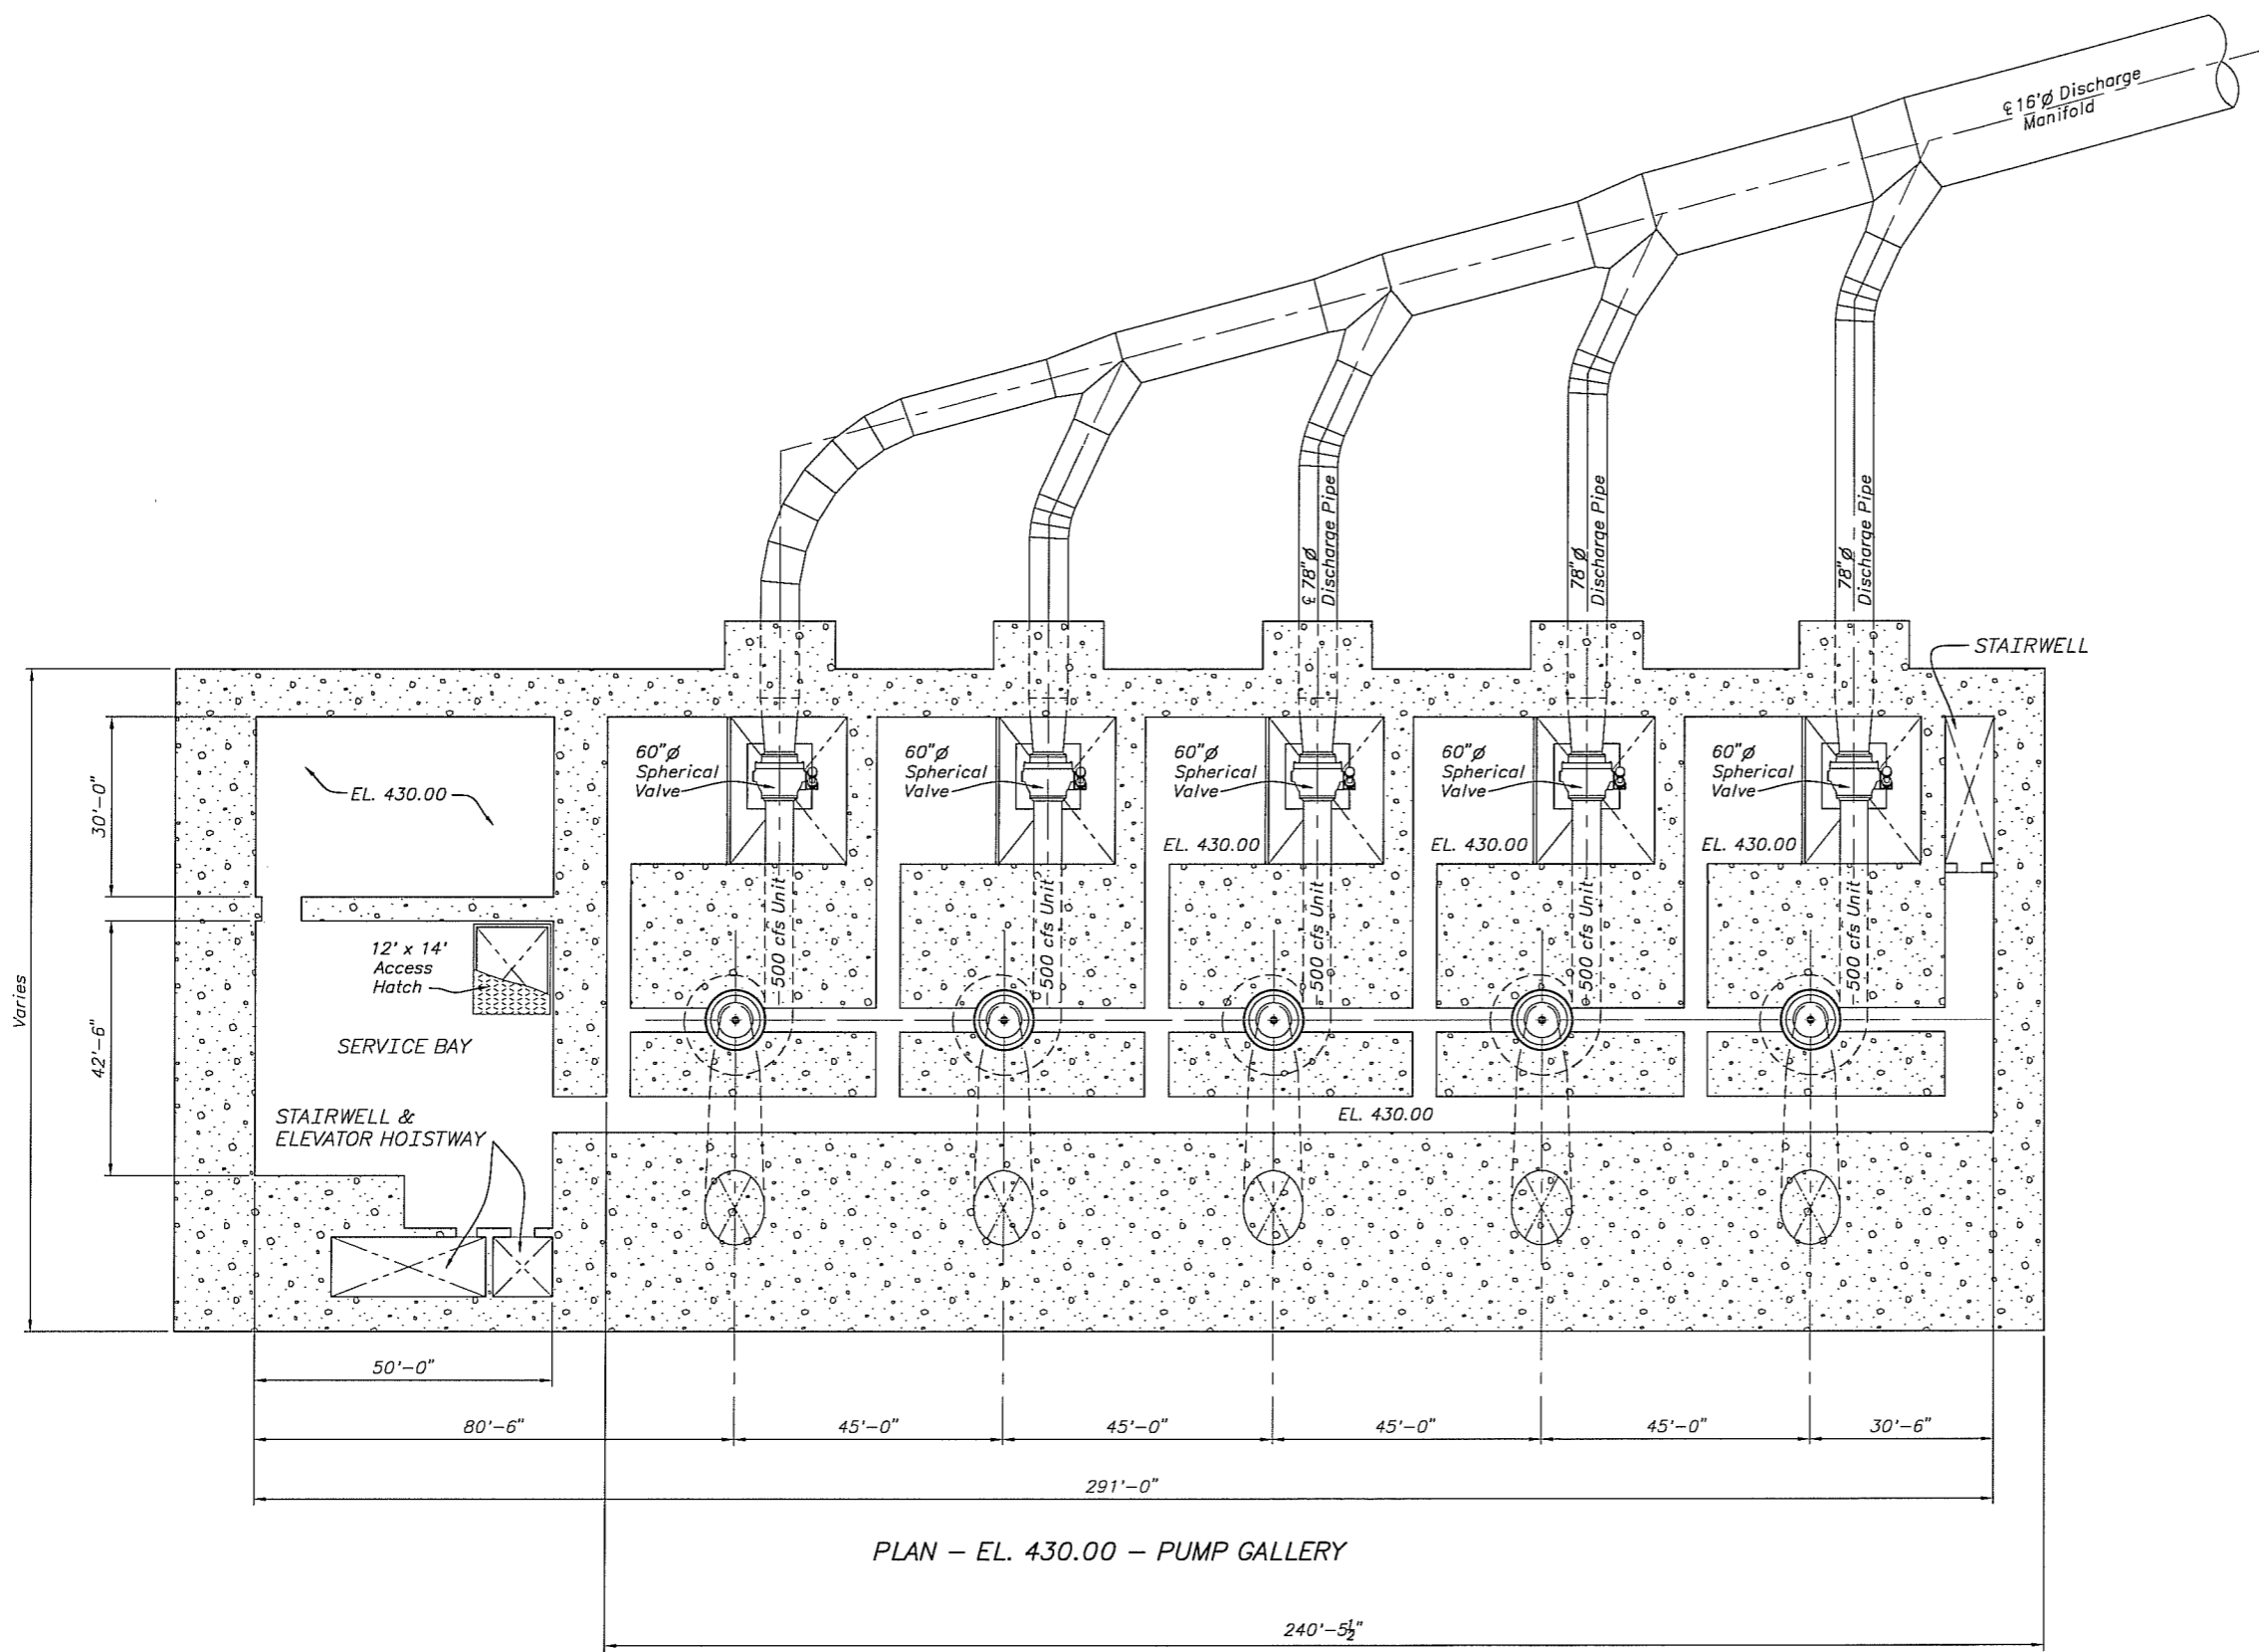 ℄ 16'Ø Discharge
Manifold
℄ 78"Ø
Discharge Pipe
78"Ø
Discharge Pipe
78"Ø
Discharge Pipe
STAIRWELL
60"Ø
Spherical
Valve
60"Ø
Spherical
Valve
60"Ø
Spherical
Valve
60"Ø
Spherical
Valve
60"Ø
Spherical
Valve
EL. 430.00
30'-0"
EL. 430.00
EL. 430.00
EL. 430.00
500 cfs Unit
500 cfs Unit
500 cfs Unit
500 cfs Unit
500 cfs Unit
12' x 14'
Access
Hatch
Varies
42'-6"
SERVICE BAY
STAIRWELL &
ELEVATOR HOISTWAY
EL. 430.00
50'-0"
80'-6"
45'-0"
45'-0"
45'-0"
45'-0"
30'-6"
291'-0"
PLAN – EL. 430.00 – PUMP GALLERY
240'-5½"